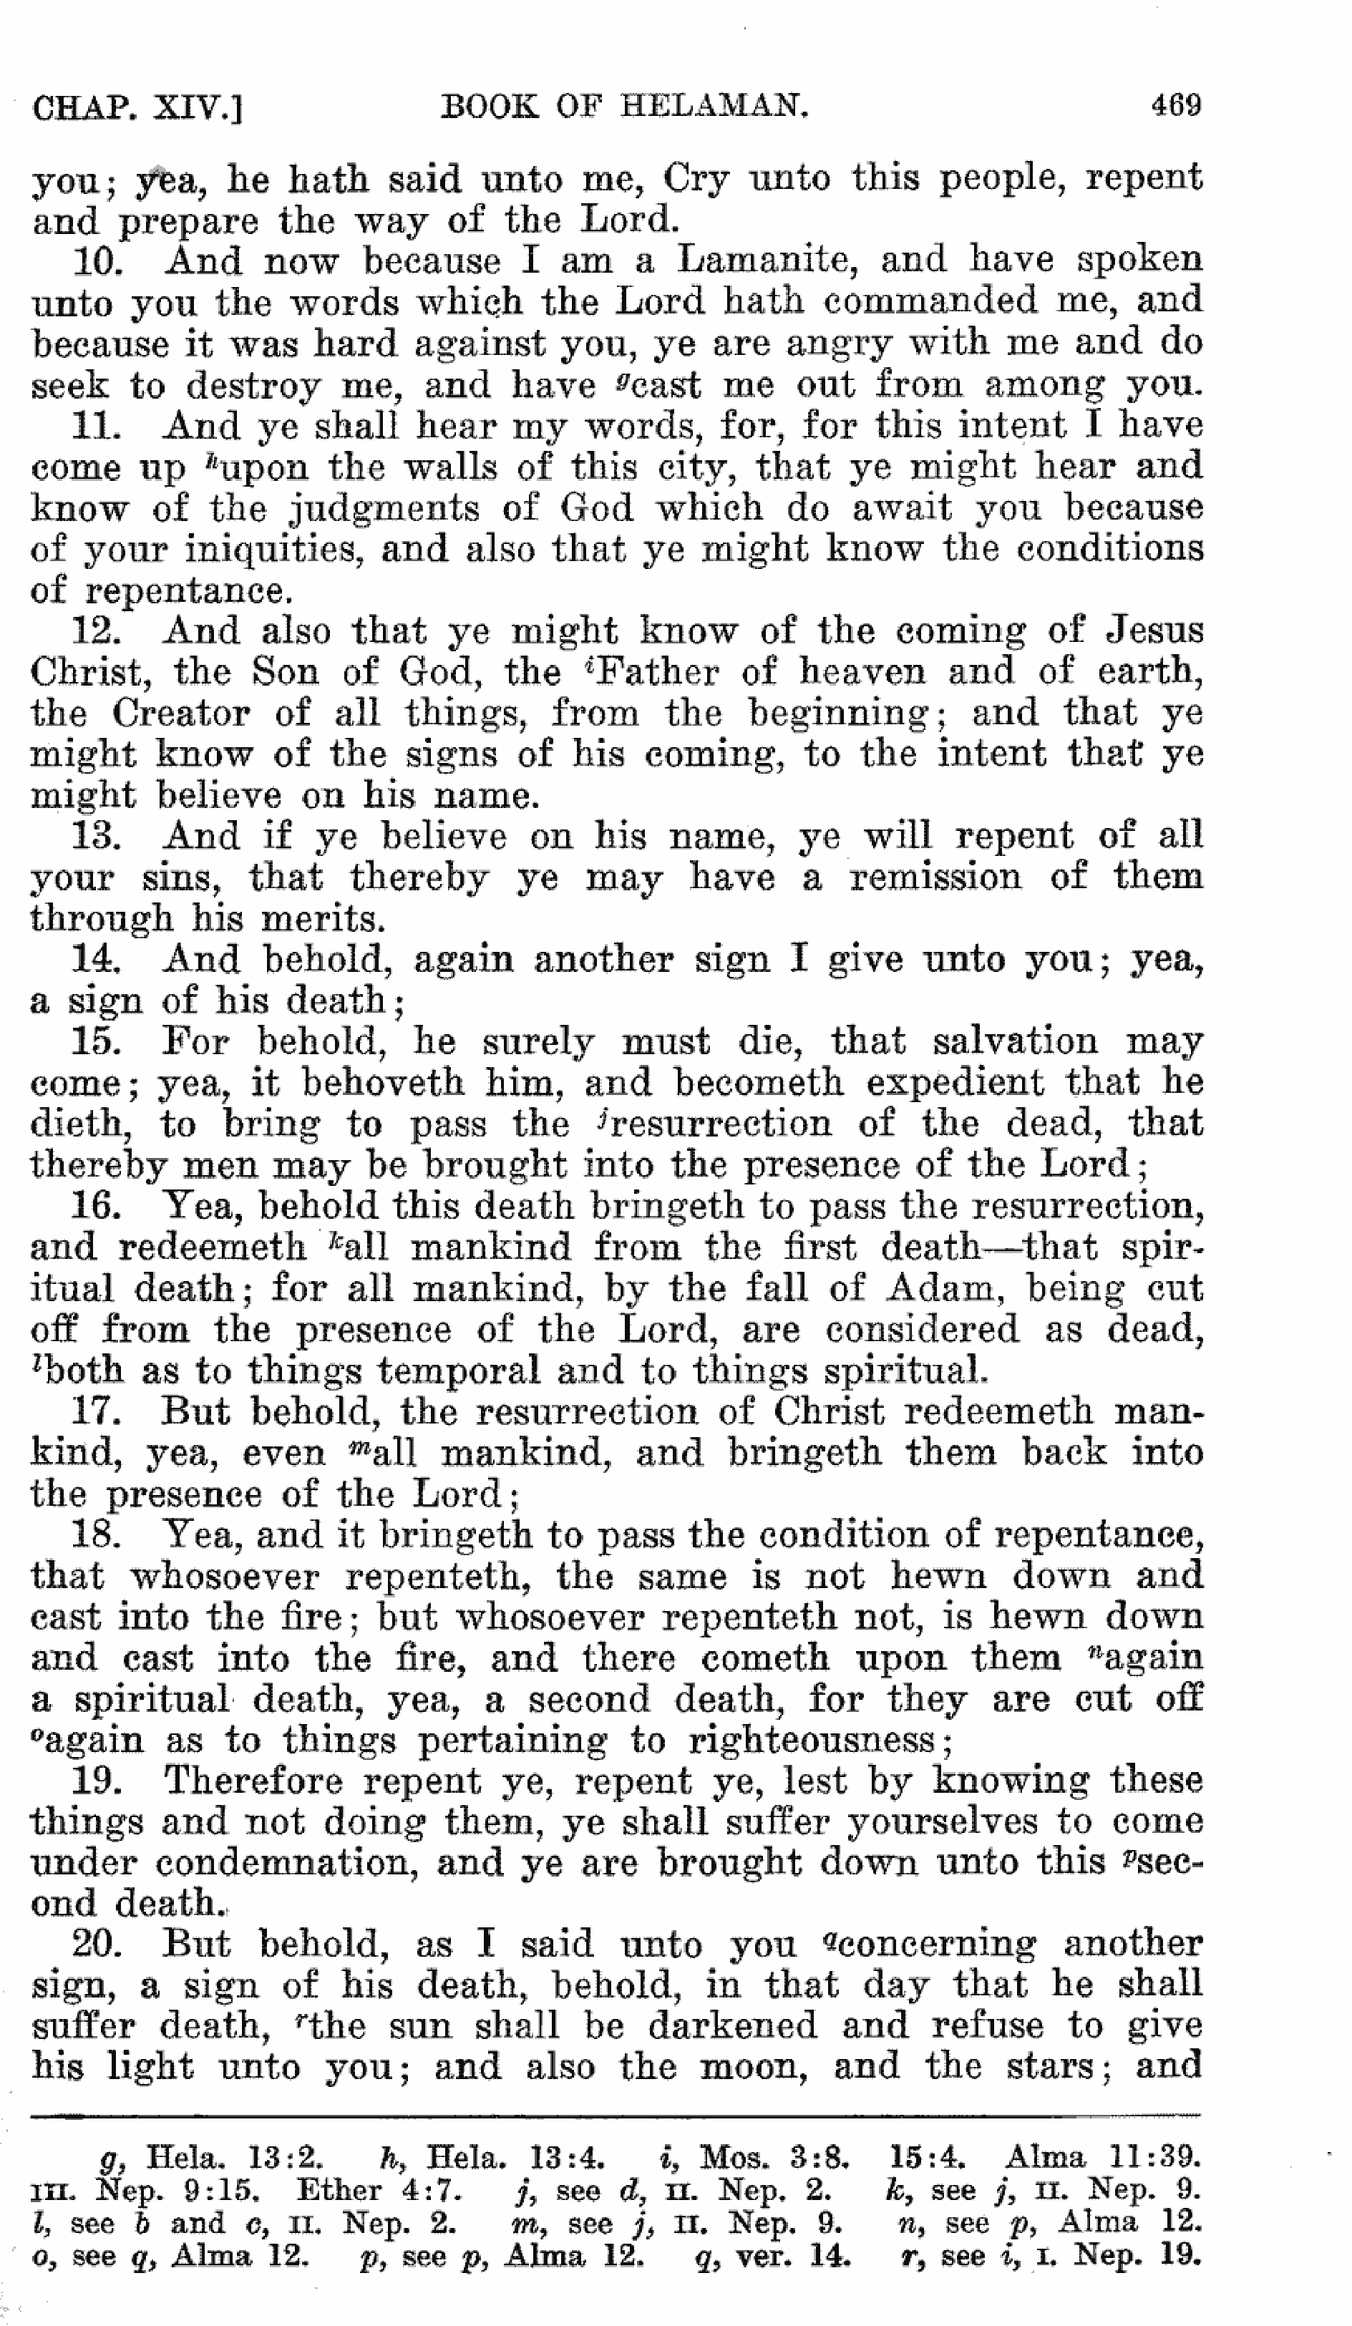 CHAP. XIV.] BOOK OF HELAMAN. 469
you; yea, he hath said unto me, Cry unto this people, repent
and prepare the way of the Lord.
10. And now because I am a Lamanite, and have spoken
unto you the words which the Lord hath commanded me, and
because it was hard against you, ye are angry with me and do
seek to destroy me, and have ᵍcast me out from among you.
11. And ye shall hear my words, for, for this intent I have
come up ʰupon the walls of this city, that ye might hear and
know of the judgments of God which do await you because
of your iniquities, and also that ye might know the conditions
of repentance.
12. And also that ye might know of the coming of Jesus
Christ, the Son of God, the ⁱFather of heaven and of earth,
the Creator of all things, from the beginning; and that ye
might know of the signs of his coming, to the intent that ye
might believe on his name.
13. And if ye believe on his name, ye will repent of all
your sins, that thereby ye may have a remission of them
through his merits.
14. And behold, again another sign I give unto you; yea,
a sign of his death;
15. For behold, he surely must die, that salvation may
come; yea, it behoveth him, and becometh expedient that he
dieth, to bring to pass the ʲresurrection of the dead, that
thereby men may be brought into the presence of the Lord;
16. Yea, behold this death bringeth to pass the resurrection,
and redeemeth ᵏall mankind from the first death—that spir-
itual death; for all mankind, by the fall of Adam, being cut
off from the presence of the Lord, are considered as dead,
ˡboth as to things temporal and to things spiritual.
17. But behold, the resurrection of Christ redeemeth man-
kind, yea, even ᵐall mankind, and bringeth them back into
the presence of the Lord;
18. Yea, and it bringeth to pass the condition of repentance,
that whosoever repenteth, the same is not hewn down and
cast into the fire; but whosoever repenteth not, is hewn down
and cast into the fire, and there cometh upon them ⁿagain
a spiritual death, yea, a second death, for they are cut off
ᵒagain as to things pertaining to righteousness;
19. Therefore repent ye, repent ye, lest by knowing these
things and not doing them, ye shall suffer yourselves to come
under condemnation, and ye are brought down unto this ᵖsec-
ond death.
20. But behold, as I said unto you qconcerning another
sign, a sign of his death, behold, in that day that he shall
suffer death, ʳthe sun shall be darkened and refuse to give
his light unto you; and also the moon, and the stars; and
g, Hela. 13:2. h, Hela. 13:4. i, Mos. 3:8. 15:4. Alma 11:39.
III. Nep. 9:15. Ether 4:7. j, see d, II. Nep. 2. k, see j, II. Nep. 9.
l, see b and c, II. Nep. 2. m, see j, II. Nep. 9. n, see p, Alma 12.
o, see q, Alma 12. p, see p, Alma 12. q, ver. 14. r, see i, I. Nep. 19.